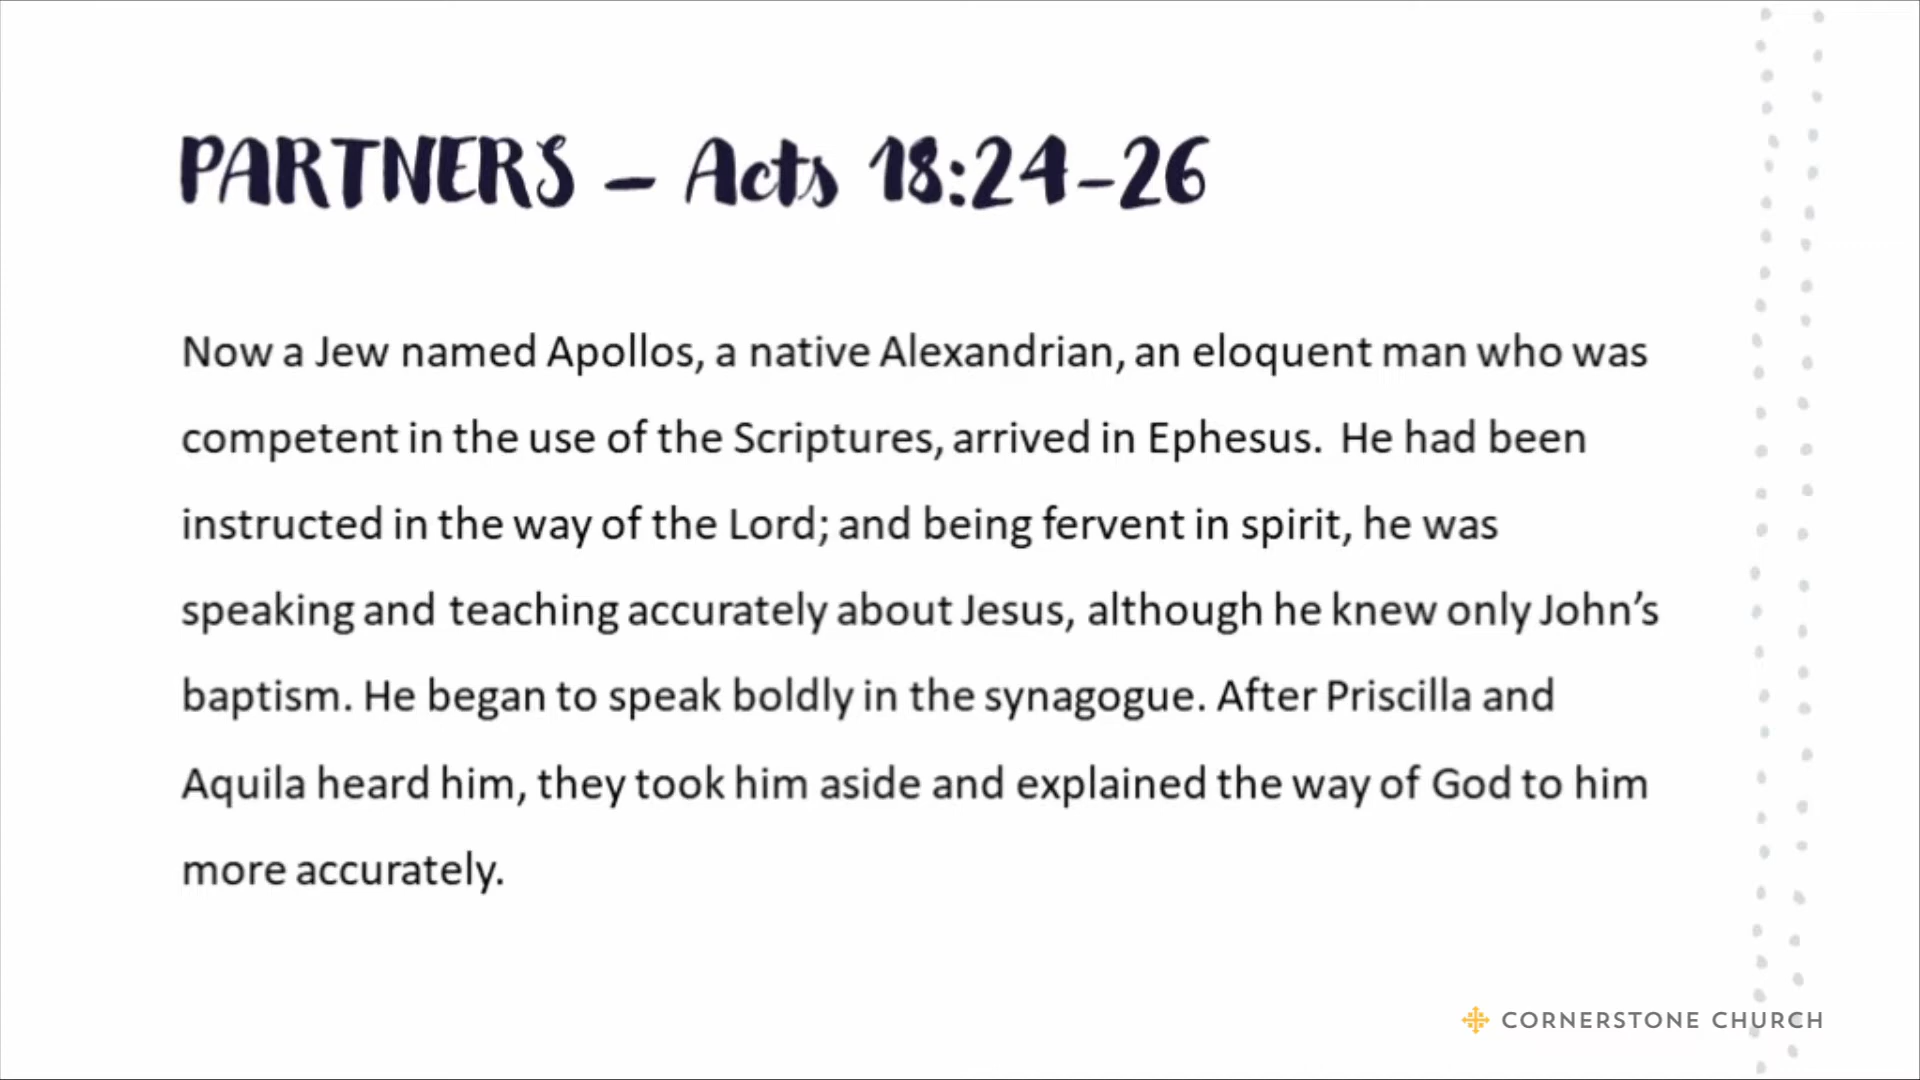 PARTNERS – Acts 18:24-26
Now a Jew named Apollos, a native Alexandrian, an eloquent man who was
competent in the use of the Scriptures, arrived in Ephesus. He had been
instructed in the way of the Lord; and being fervent in spirit, he was
speaking and teaching accurately about Jesus, although he knew only John’s
baptism. He began to speak boldly in the synagogue. After Priscilla and
Aquila heard him, they took him aside and explained the way of God to him
more accurately.
CORNERSTONE CHURCH